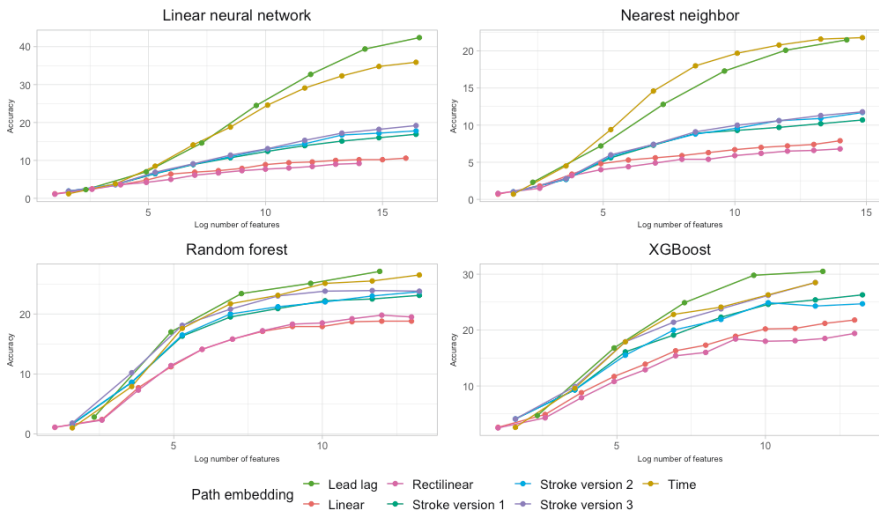 Linear neural network
Nearest neighbor
40
30
20
10
0
Accuracy
5
10
15
Log number of features
20
15
10
5
0
Accuracy
5
10
15
Log number of features
Random forest
XGBoost
20
10
0
Accuracy
5
10
Log number of features
30
20
10
Accuracy
5
10
Log number of features
Path embedding
Lead lag
Rectilinear
Stroke version 2
Time
Linear
Stroke version 1
Stroke version 3